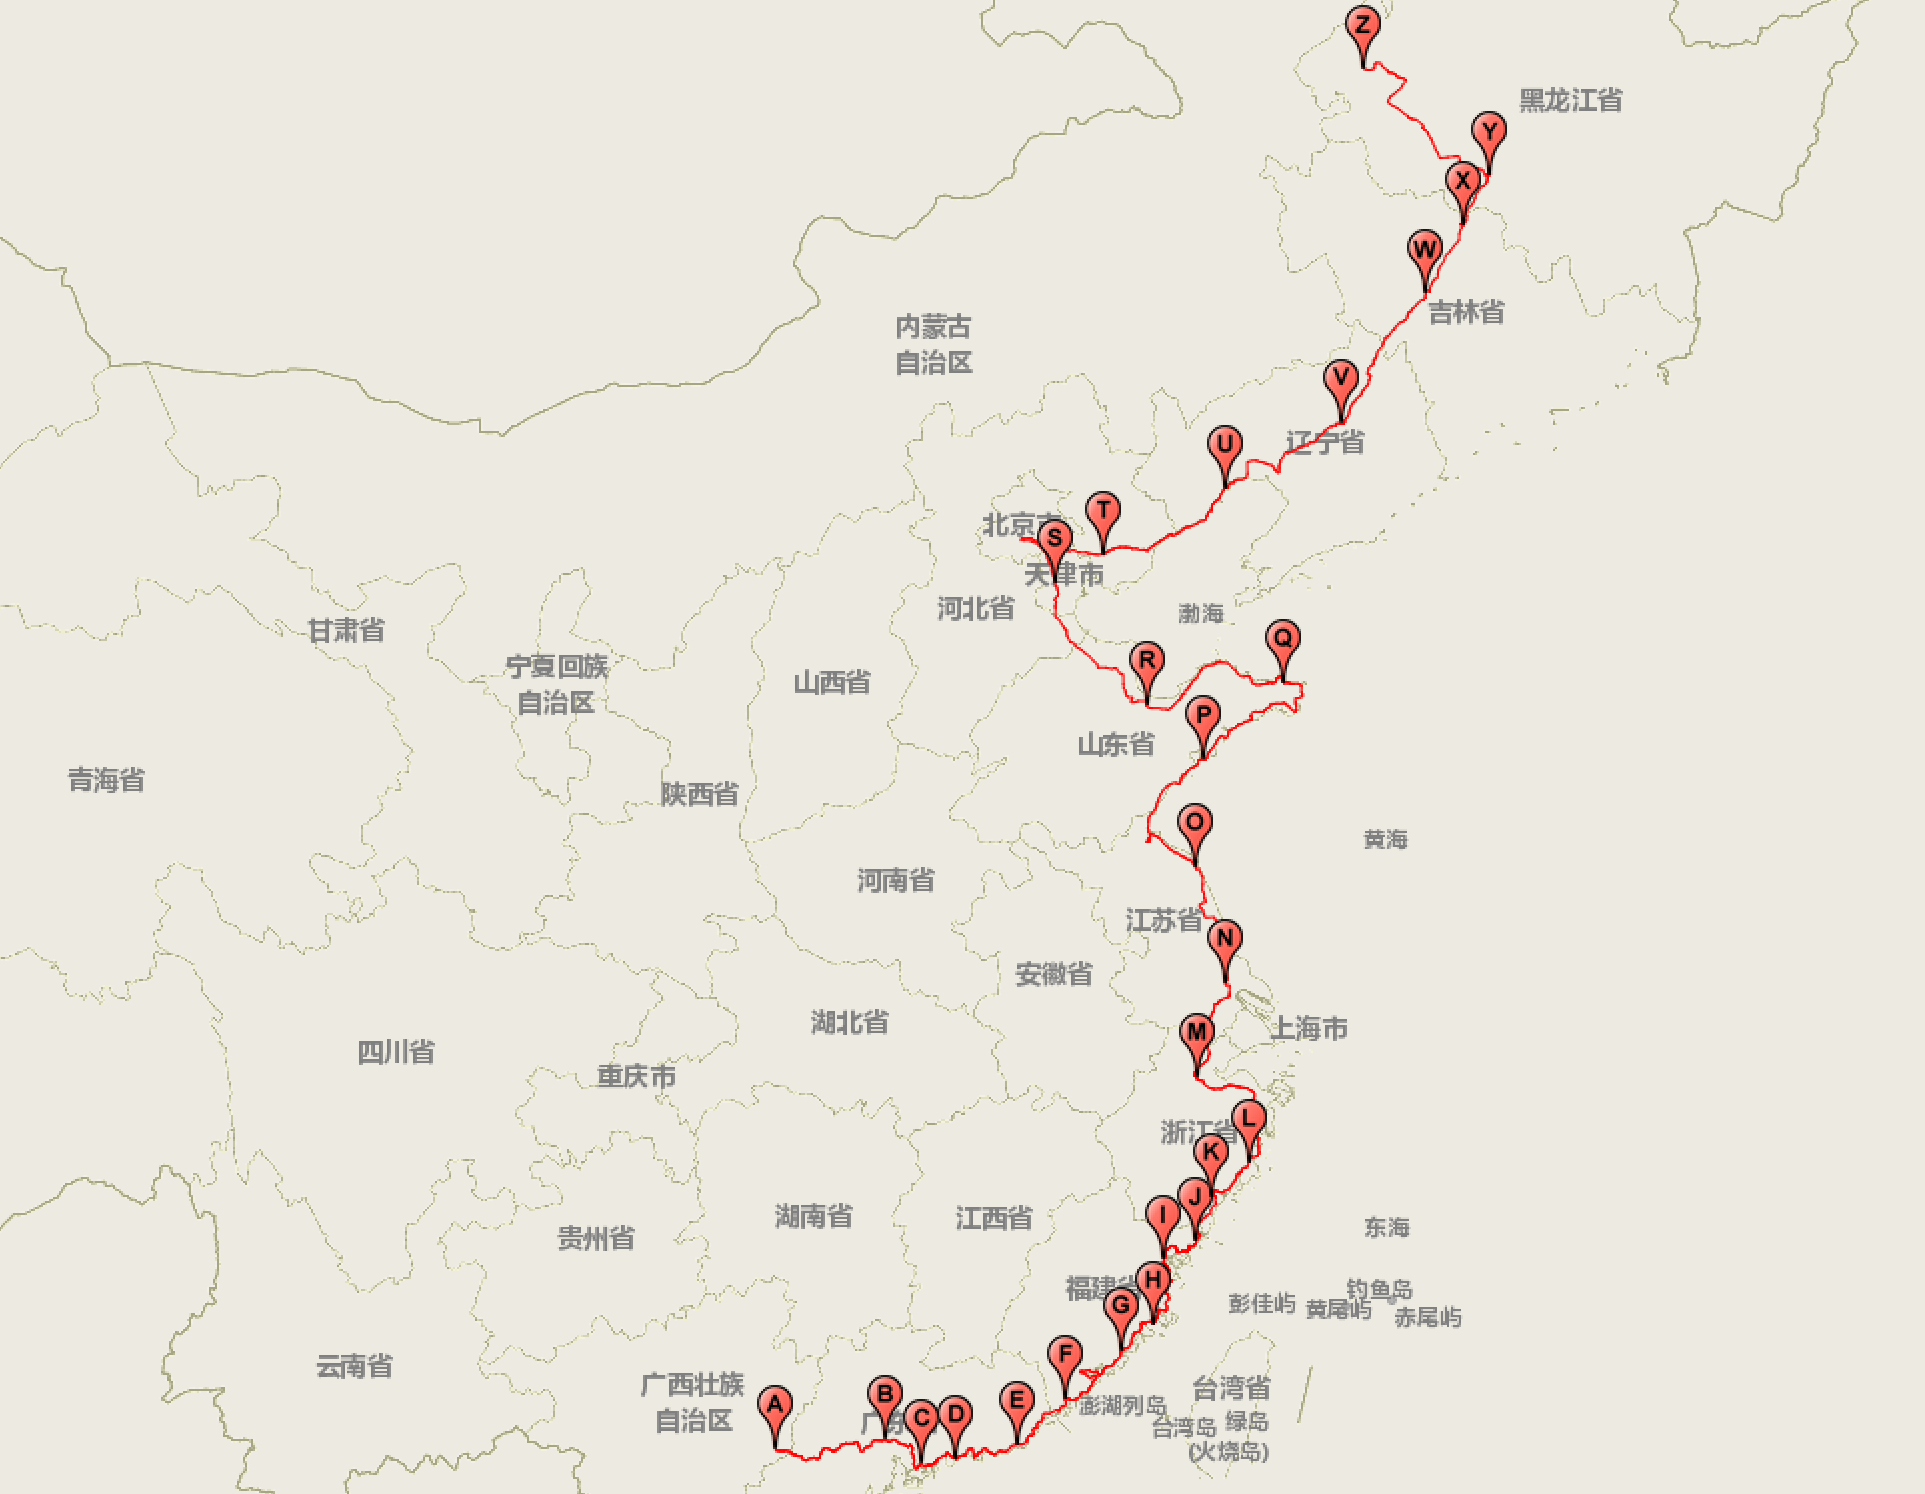 Z
黑龙江省
Y
X
W
吉林省
内蒙古
自治区
V
辽宁省
U
T
北京市
S
天津市
河北省
渤海
甘肃省
Q
宁夏回族
自治区
R
山西省
P
山东省
青海省
陕西省
O
黄海
河南省
江苏省
N
安徽省
湖北省
M
上海市
四川省
重庆市
L
浙江省
K
J
I
湖南省
江西省
东海
贵州省
H
福建省
钓鱼岛
G
彭佳屿
黄尾屿
赤尾屿
F
云南省
广西壮族
自治区
台湾省
A
B
C
D
E
澎湖列岛
台湾岛
绿岛
(火烧岛)